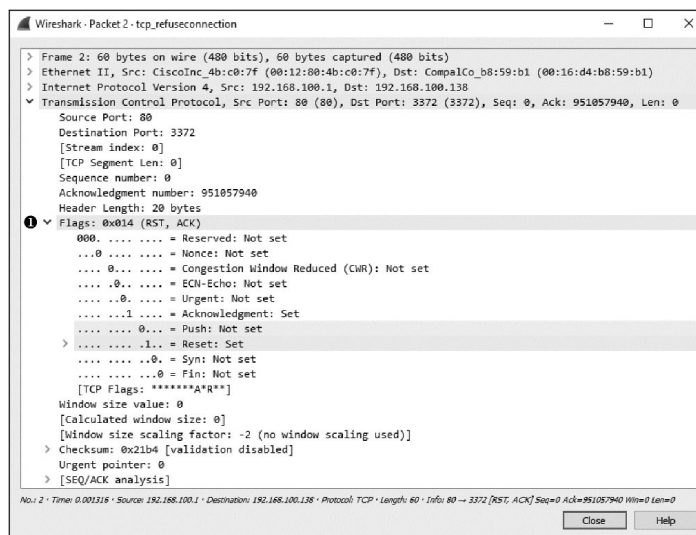 Wireshark · Packet 2 · tcp_refuseconnection
Frame 2: 60 bytes on wire (480 bits), 60 bytes captured (480 bits)
Ethernet II, Src: CiscoInc_4b:c0:7f (00:12:80:4b:c0:7f), Dst: CompalCo_b8:59:b1 (00:16:d4:b8:59:b1)
Internet Protocol Version 4, Src: 192.168.100.1, Dst: 192.168.100.138
Transmission Control Protocol, Src Port: 80 (80), Dst Port: 3372 (3372), Seq: 0, Ack: 951057940, Len: 0
Source Port: 80
Destination Port: 3372
[Stream index: 0]
[TCP Segment Len: 0]
Sequence number: 0
Acknowledgment number: 951057940
Header Length: 20 bytes
❶ Flags: 0x014 (RST, ACK)
000. .... .... = Reserved: Not set
...0 .... .... = Nonce: Not set
.... 0... .... = Congestion Window Reduced (CWR): Not set
.... .0.. .... = ECN-Echo: Not set
.... ..0. .... = Urgent: Not set
.... ...1 .... = Acknowledgment: Set
.... .... 0... = Push: Not set
.... .... .1.. = Reset: Set
.... .... ..0. = Syn: Not set
.... .... ...0 = Fin: Not set
[TCP Flags: *******A*R**]
Window size value: 0
[Calculated window size: 0]
[Window size scaling factor: -2 (no window scaling used)]
Checksum: 0x21b4 [validation disabled]
Urgent pointer: 0
[SEQ/ACK analysis]
No.: 2 · Time: 0.001316 · Source: 192.168.100.1 · Destination: 192.168.100.138 · Protocol: TCP · Length: 60 · Info: 80 → 3372 [RST, ACK] Seq=0 Ack=951057940 Win=0 Len=0
Close Help